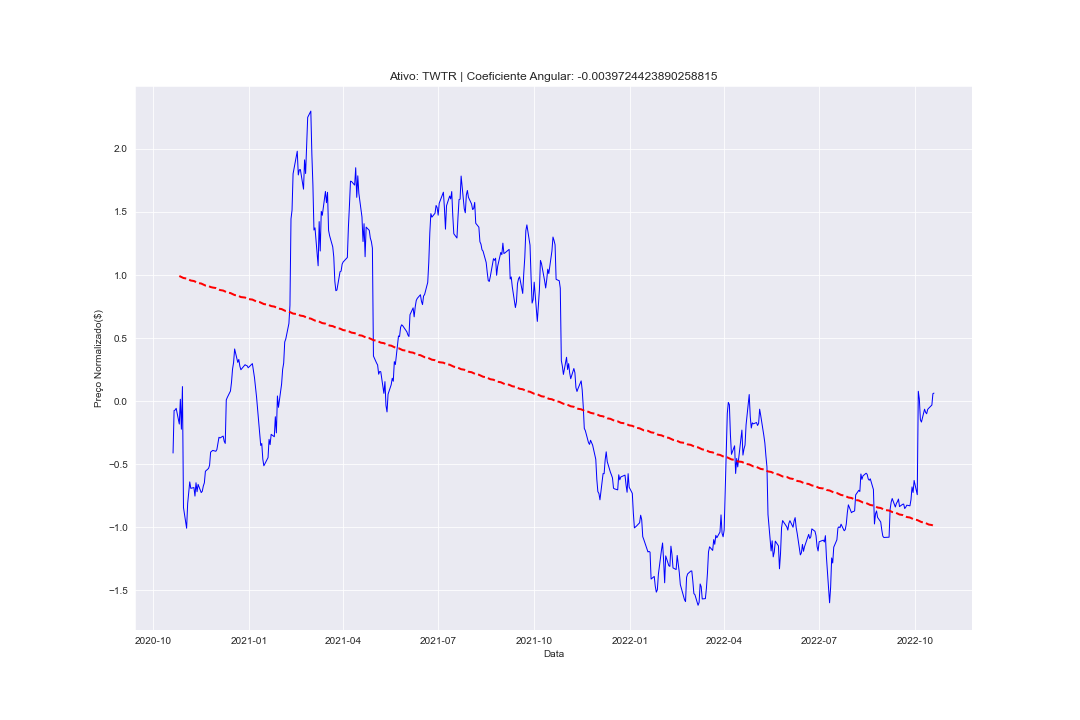 Ativo: TWTR | Coeficiente Angular: -0.0039724423890258815
2.0
1.5
1.0
0.5
0.0
−0.5
−1.0
−1.5
Preço Normalizado($)
2020-10 2021-01 2021-04 2021-07 2021-10 2022-01 2022-04 2022-07 2022-10
Data